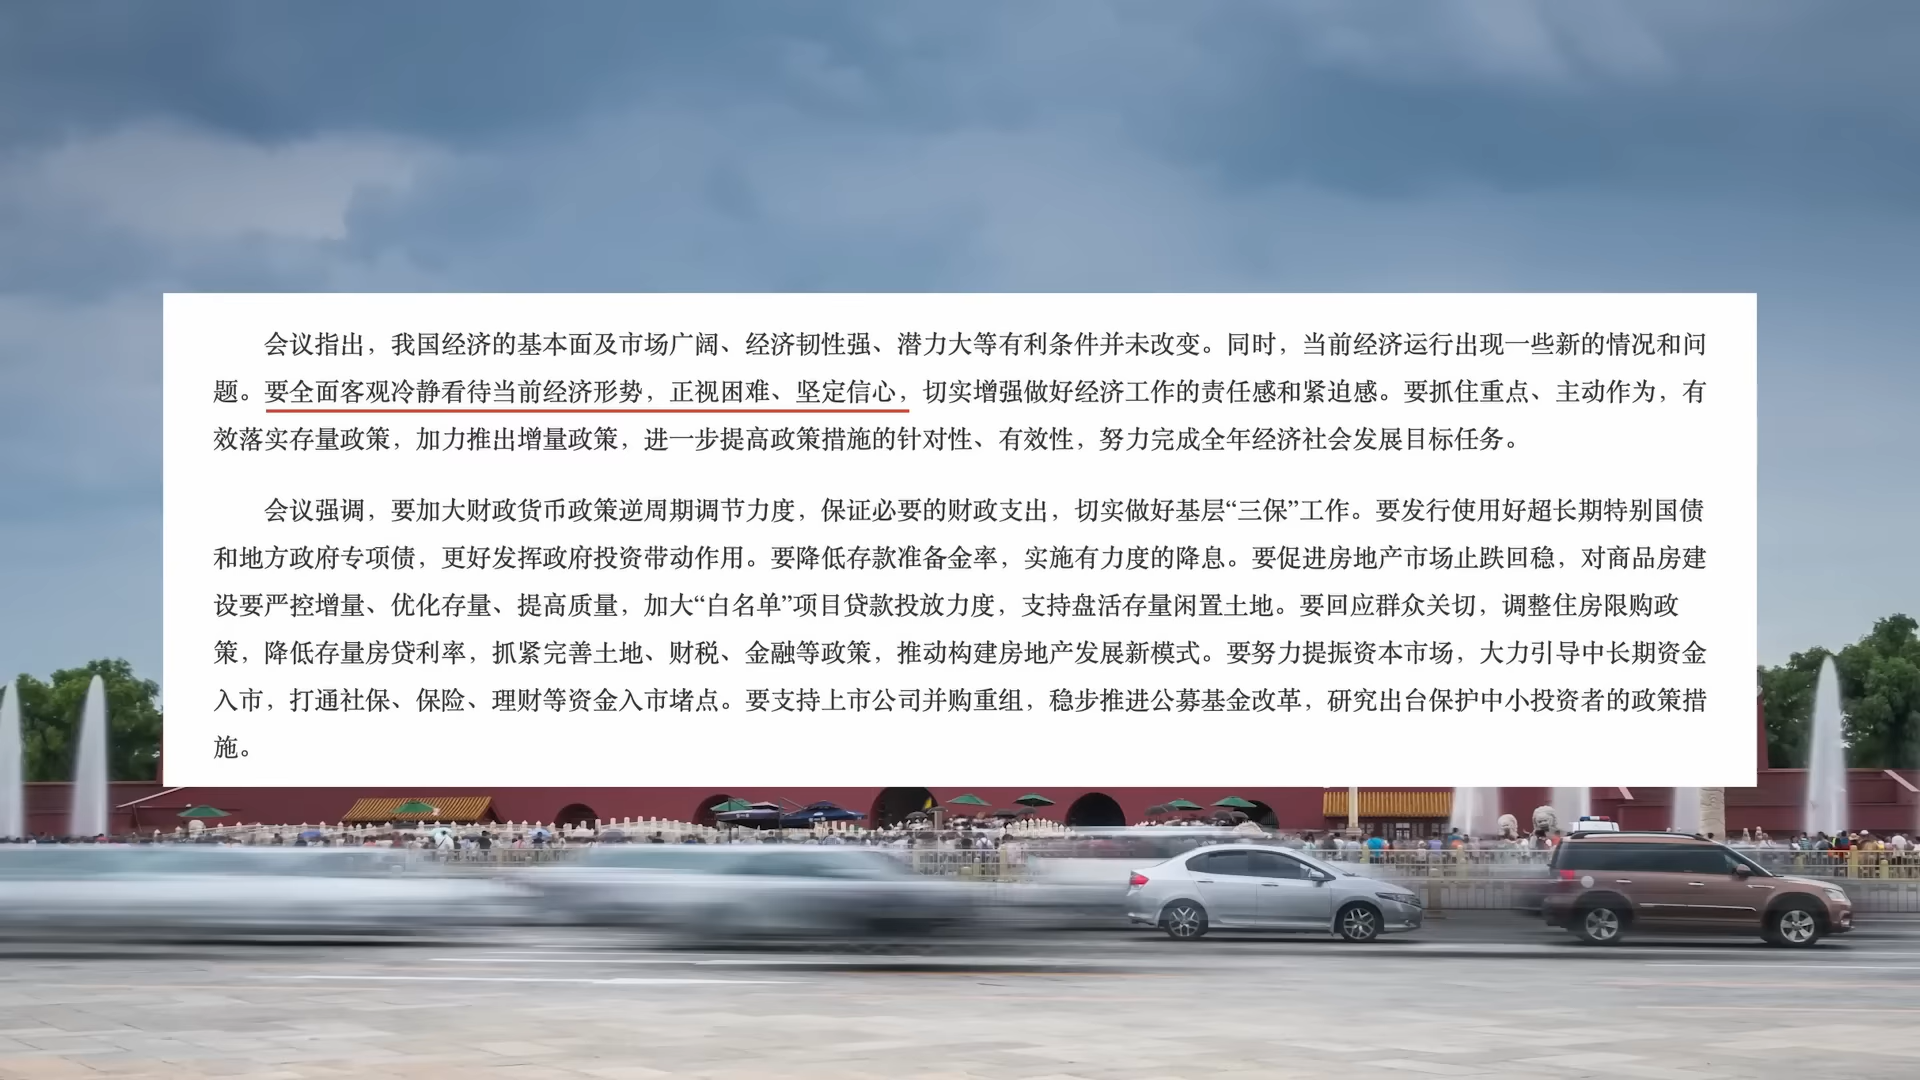 会议指出，我国经济的基本面及市场广阔、经济韧性强、潜力大等有利条件并未改变。同时，当前经济运行出现一些新的情况和问
题。要全面客观冷静看待当前经济形势，正视困难、坚定信心，切实增强做好经济工作的责任感和紧迫感。要抓住重点、主动作为，有
效落实存量政策，加力推出增量政策，进一步提高政策措施的针对性、有效性，努力完成全年经济社会发展目标任务。
会议强调，要加大财政货币政策逆周期调节力度，保证必要的财政支出，切实做好基层“三保”工作。要发行使用好超长期特别国债
和地方政府专项债，更好发挥政府投资带动作用。要降低存款准备金率，实施有力度的降息。要促进房地产市场止跌回稳，对商品房建
设要严控增量、优化存量、提高质量，加大“白名单”项目贷款投放力度，支持盘活存量闲置土地。要回应群众关切，调整住房限购政
策，降低存量房贷利率，抓紧完善土地、财税、金融等政策，推动构建房地产发展新模式。要努力提振资本市场，大力引导中长期资金
入市，打通社保、保险、理财等资金入市堵点。要支持上市公司并购重组，稳步推进公募基金改革，研究出台保护中小投资者的政策措
施。